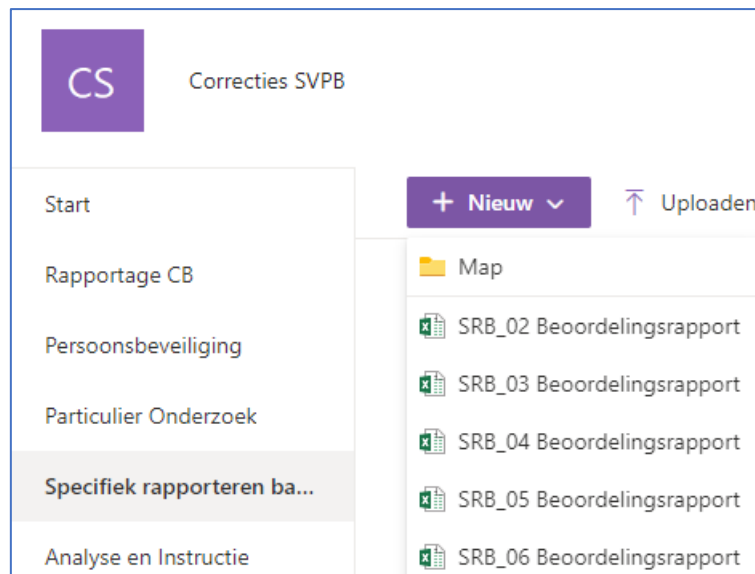 CS
Correcties SVPB
Start
Rapportage CB
Persoonsbeveiliging
Particulier Onderzoek
Specifiek rapporteren ba...
Analyse en Instructie
+ Nieuw
Uploaden
Map
SRB_02 Beoordelingsrapport
SRB_03 Beoordelingsrapport
SRB_04 Beoordelingsrapport
SRB_05 Beoordelingsrapport
SRB_06 Beoordelingsrapport